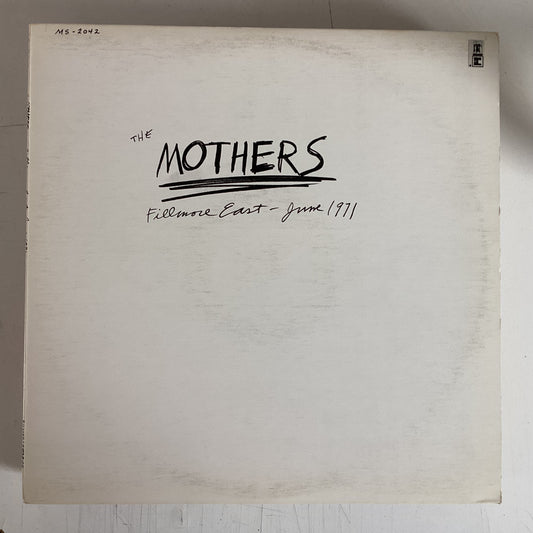 MS-2042
THE
MOTHERS
Fillmore East - June 1971